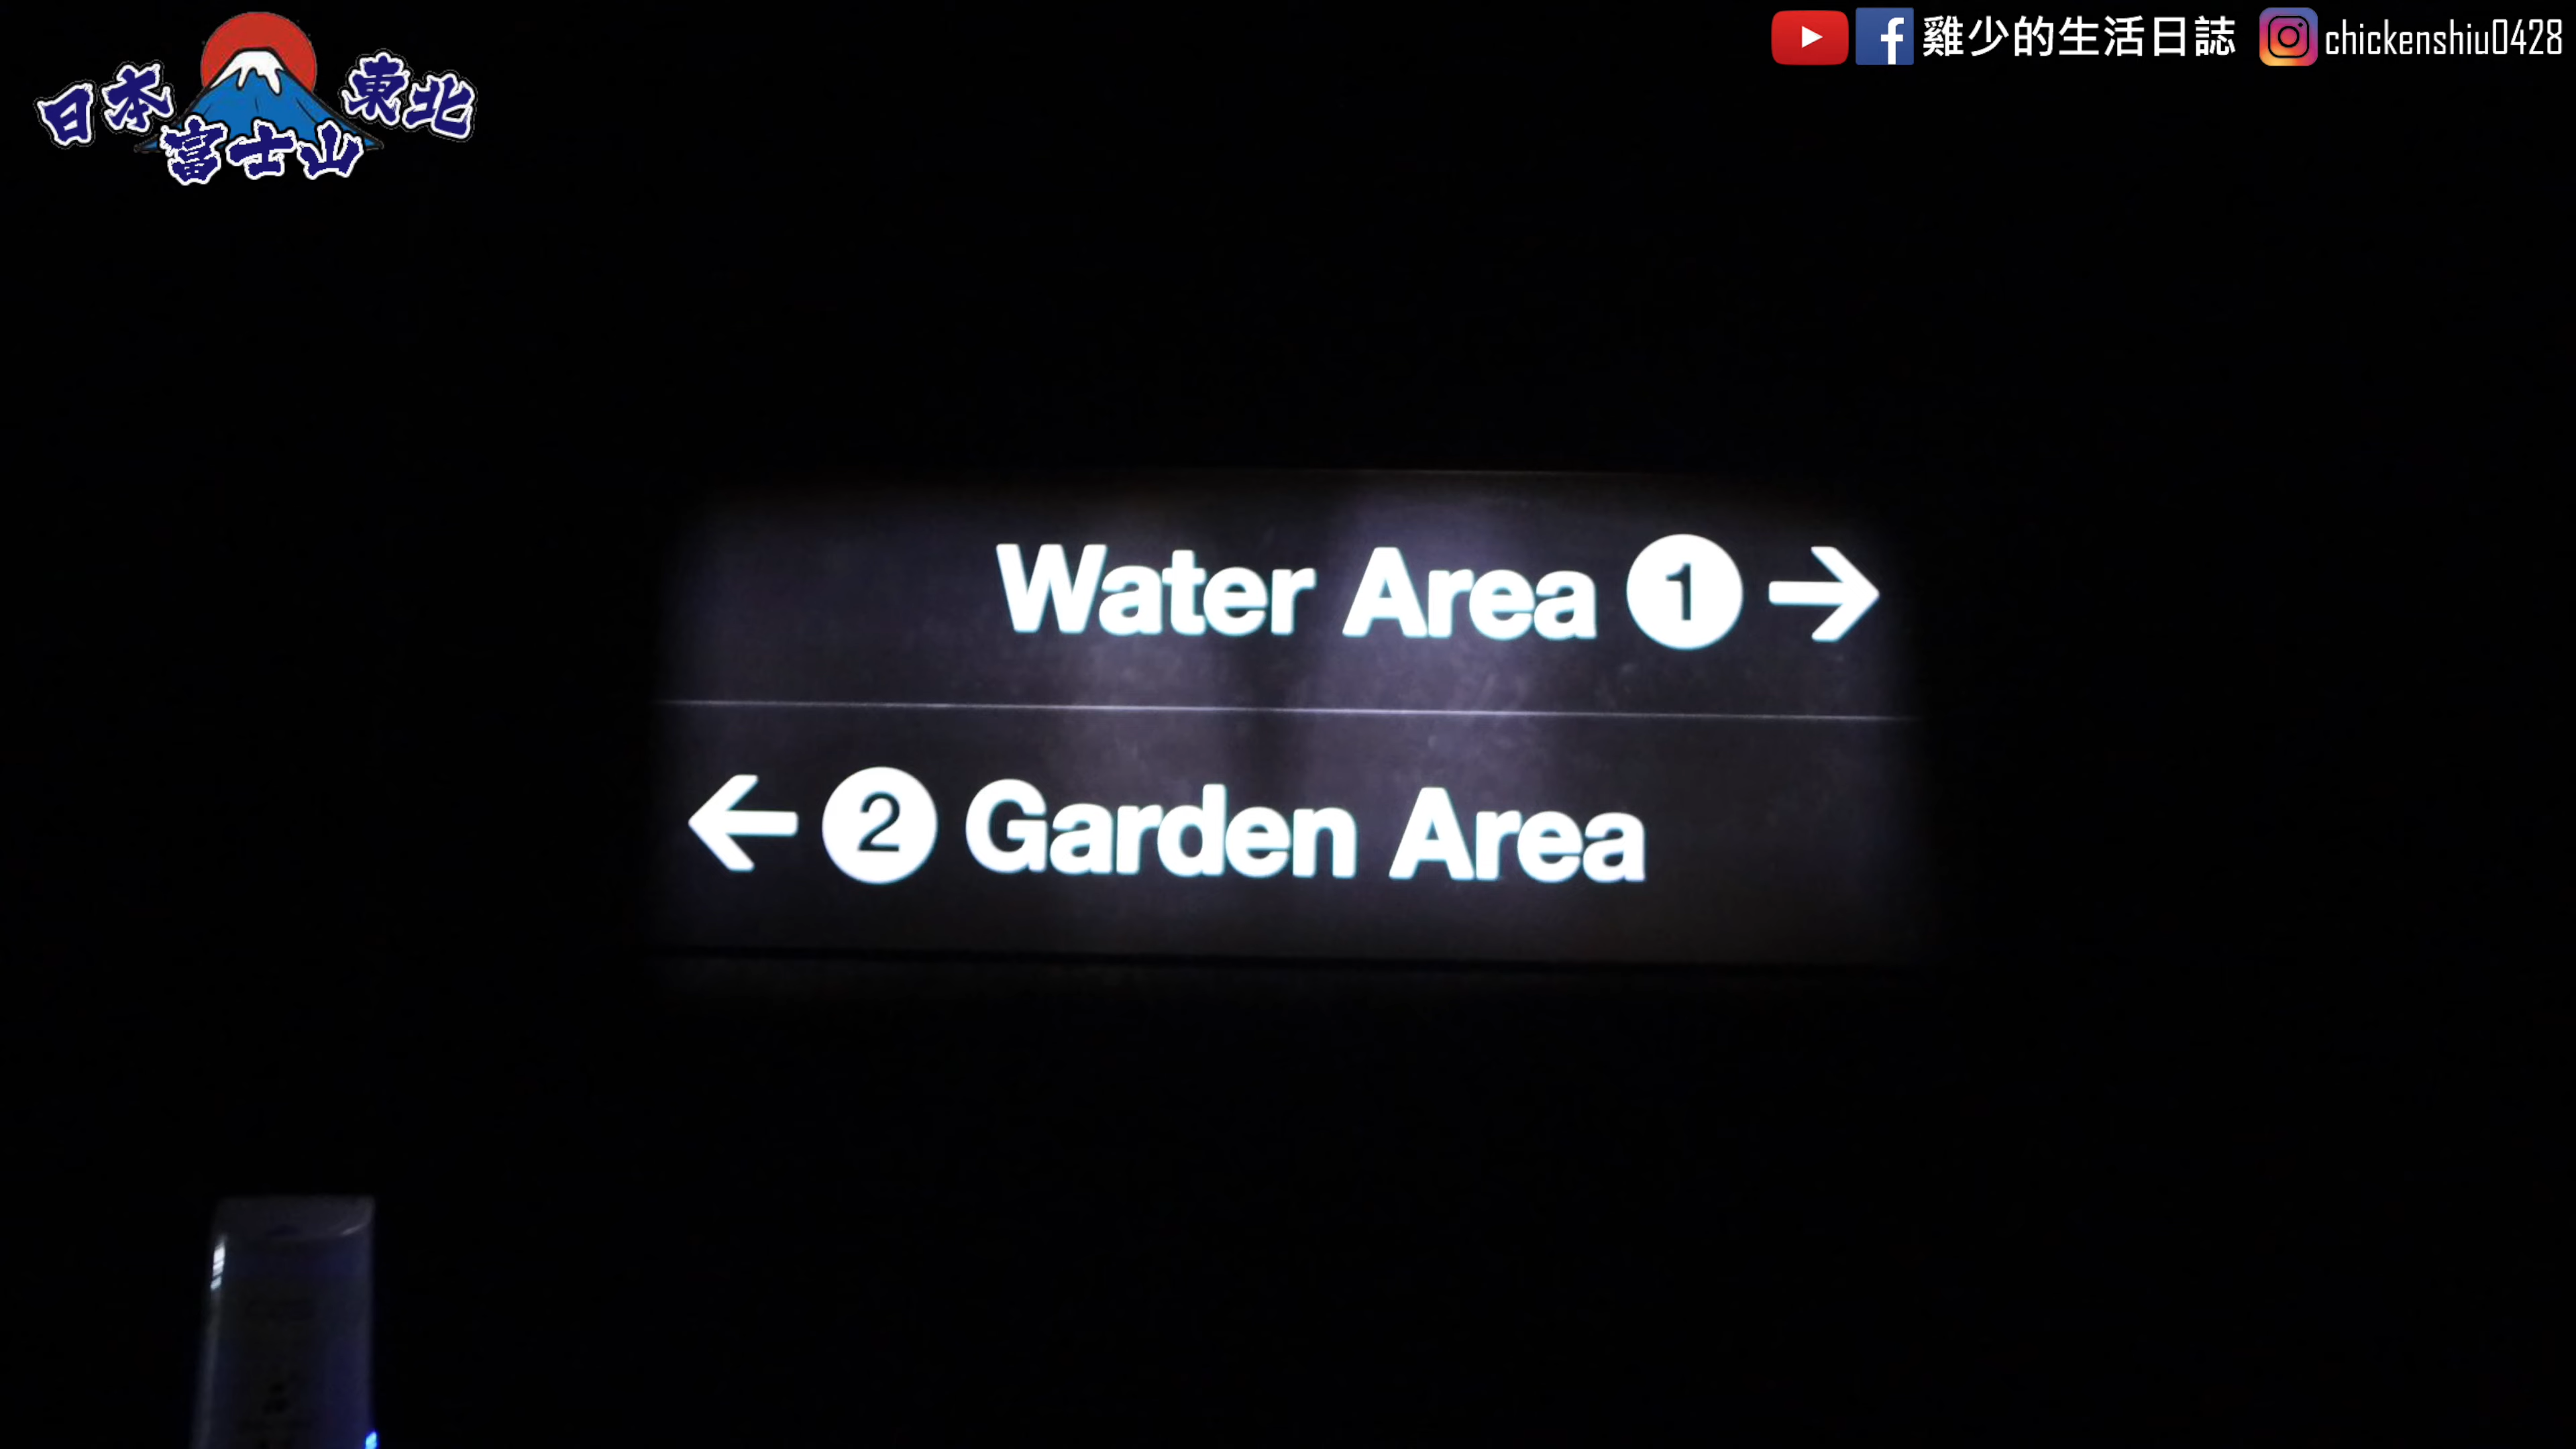 日本 東北
富士山
雞少的生活日誌 chickenshiu0428
Water Area 1 →
← 2 Garden Area